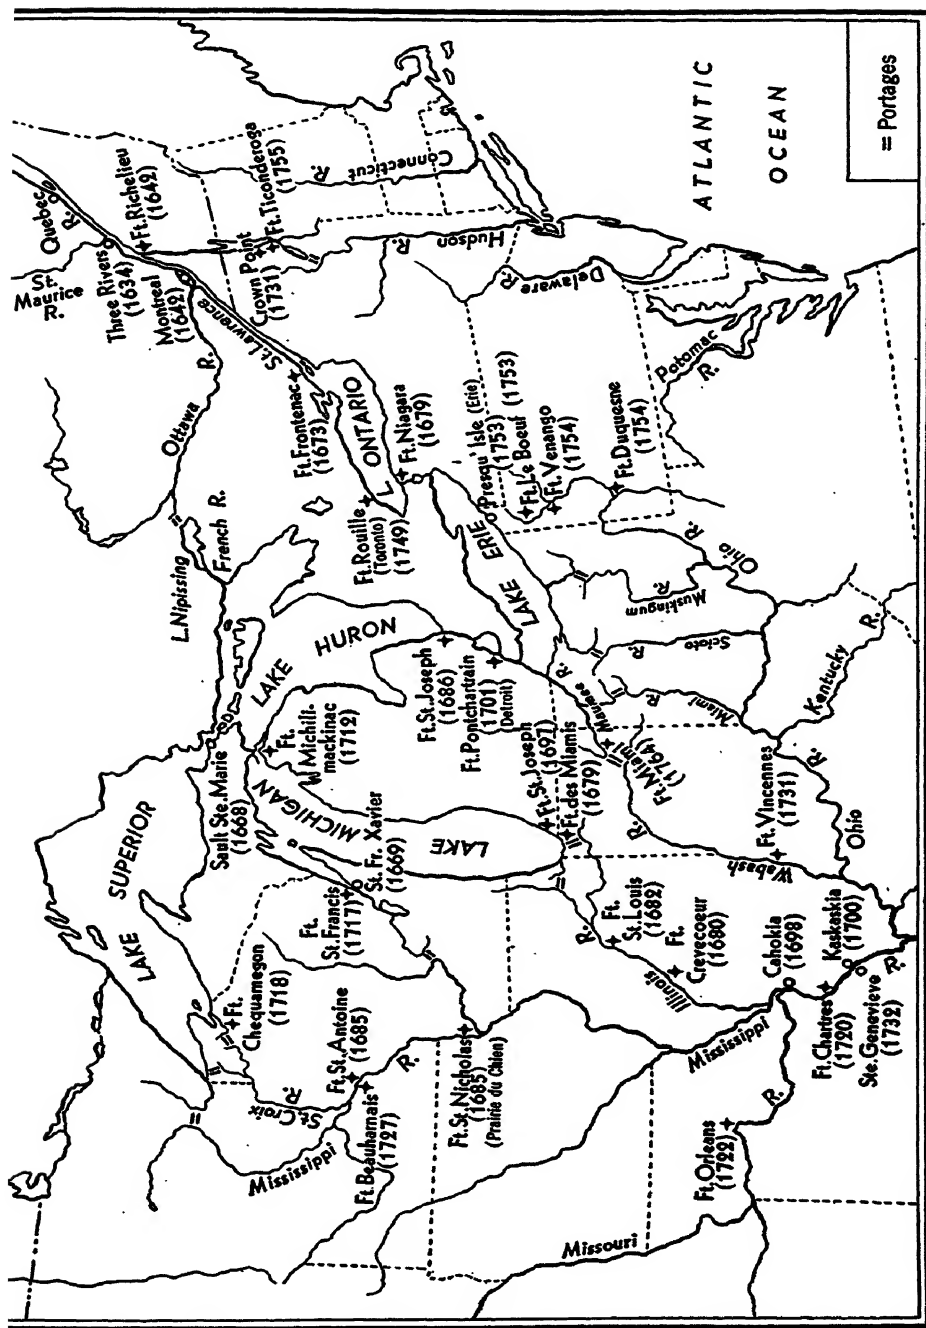 Quebec
R.
St.
Maurice
R.
Three Rivers
(1634)
Ft. Richelieu
(1642)
Montreal
(1642)
St. Lawrence
Crown Point
(1731)
Ft. Ticonderoga
(1755)
Connecticut
R.
Hudson
R.
Delaware
R.
Potomac
R.
ATLANTIC
OCEAN
= Portages
Ottawa
R.
Ft. Frontenac
(1673)
L. ONTARIO
Ft. Niagara
(1679)
Ft. Rouille
(Toronto)
(1749)
Presqu'Isle (Erie)
(1753)
Ft. Le Boeuf (1753)
Ft. Venango
(1754)
Ft. Duquesne
(1754)
L. Nipissing
French R.
LAKE ERIE
LAKE HURON
Ohio
R.
Muskingum
R.
Scioto
R.
Kentucky R.
Miami
R.
Maumee R.
Ft. St. Joseph
(1686)
Ft. Pontchartrain
1701)
(Detroit)
Ft. Michili-
mackinac
(1712)
Sault Ste. Marie
(1668)
LAKE SUPERIOR
LAKE MICHIGAN
Ft. St. Joseph
(1697)
Ft. des Miamis
(1679)
Ft. Miami
(1764)
Ft. Vincennes
(1731)
Ohio
R.
Wabash
R.
St. Fr. Xavier
(1669)
Ft.
St. Francis
(1717)
Ft.
Chequamegon
(1718)
Ft. St. Antoine
(1685)
St. Croix
R.
Mississippi
R.
Ft. Beauharnais
(1727)
Ft. St. Nicholas
(1685)
(Prairie du Chien)
Ft.
St. Louis
(1682)
Ft.
Crevecoeur
(1680)
Illinois
R.
Cahokia
(1698)
Kaskaskia
(1700)
Ft. Chartres
(1720)
Ste. Genevieve
(1732)
Mississippi
R.
Ft. Orleans
(1722)
R.
Missouri